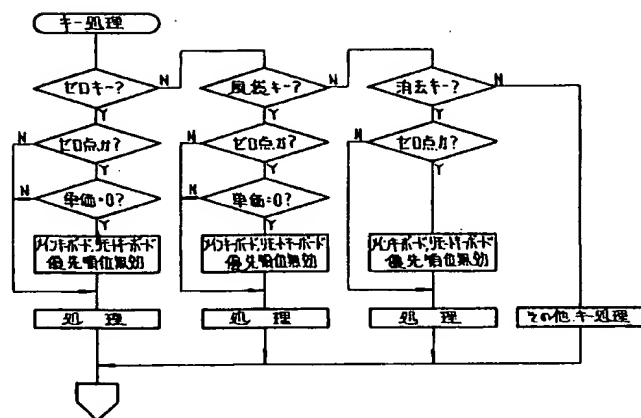 キー処理
ゼロキー?
N
風袋キー?
N
消去キー?
N
Y
Y
Y
N
ゼロ点か?
N
ゼロ点か?
N
ゼロ点か?
Y
Y
Y
N
単価=0?
N
単価=0?
Y
Y
メインキーボード,リモートキーボード
優先順位無効
メインキーボード,リモートキーボード
優先順位無効
メインキーボード,リモートキーボード
優先順位無効
処理
処理
処理
その他キー処理